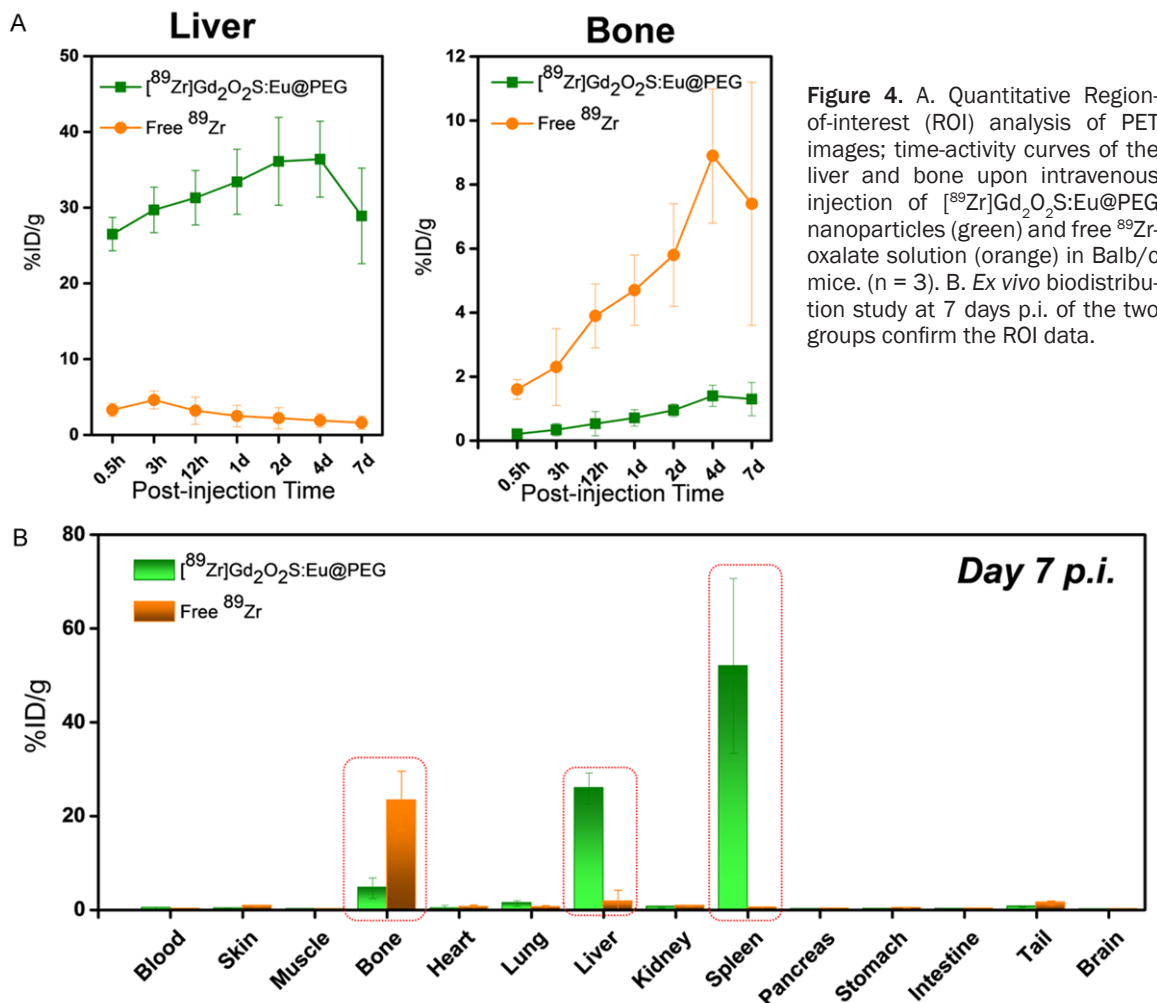 A
Liver
50
40
30
20
10
0
%ID/g
[⁸⁹Zr]Gd₂O₂S:Eu@PEG
Free ⁸⁹Zr
0.5h
3h
12h
1d
2d
4d
7d
Post-injection Time
Bone
12
10
8
6
4
2
0
%ID/g
[⁸⁹Zr]Gd₂O₂S:Eu@PEG
Free ⁸⁹Zr
0.5h
3h
12h
1d
2d
4d
7d
Post-injection Time
Figure 4. A. Quantitative Region-
of-interest (ROI) analysis of PET
images; time-activity curves of the
liver and bone upon intravenous
injection of [⁸⁹Zr]Gd₂O₂S:Eu@PEG
nanoparticles (green) and free ⁸⁹Zr-
oxalate solution (orange) in Balb/c
mice. (n = 3). B. Ex vivo biodistribu-
tion study at 7 days p.i. of the two
groups confirm the ROI data.
B
80
60
40
20
0
%ID/g
[⁸⁹Zr]Gd₂O₂S:Eu@PEG
Free ⁸⁹Zr
Day 7 p.i.
Blood
Skin
Muscle
Bone
Heart
Lung
Liver
Kidney
Spleen
Pancreas
Stomach
Intestine
Tail
Brain